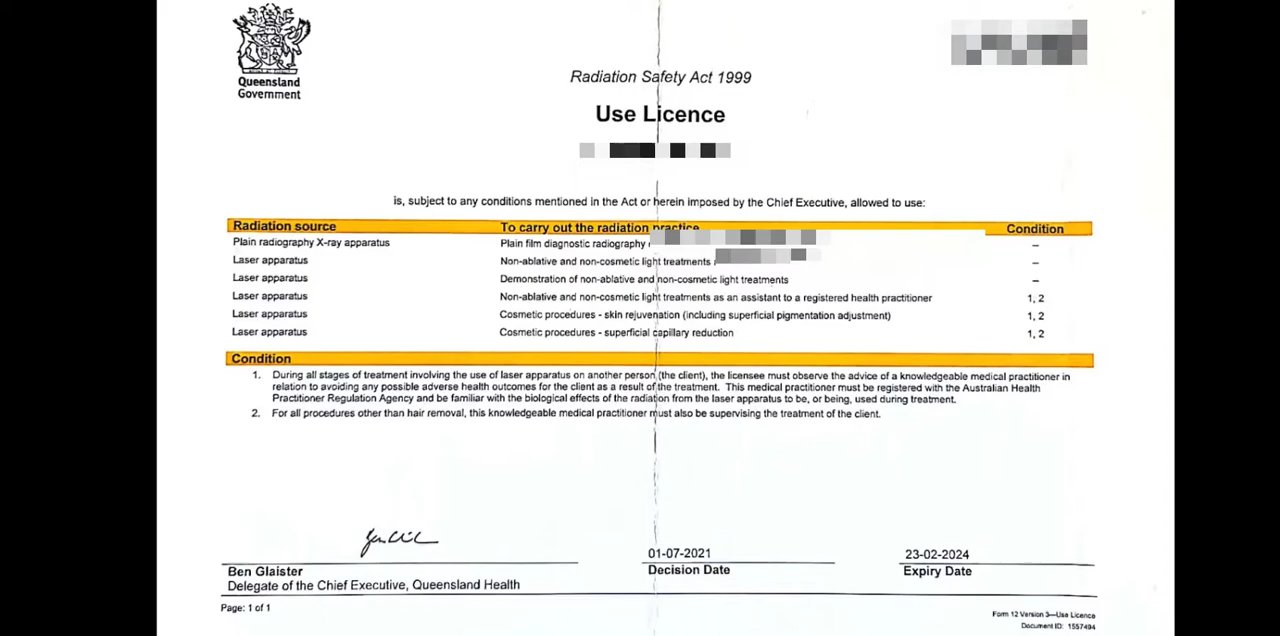 Queensland
Government
Radiation Safety Act 1999
Use Licence
is, subject to any conditions mentioned in the Act or herein imposed by the Chief Executive, allowed to use:
Radiation source To carry out the radiation practice Condition
Plain radiography X-ray apparatus Plain film diagnostic radiography –
Laser apparatus Non-ablative and non-cosmetic light treatments –
Laser apparatus Demonstration of non-ablative and non-cosmetic light treatments –
Laser apparatus Non-ablative and non-cosmetic light treatments as an assistant to a registered health practitioner 1, 2
Laser apparatus Cosmetic procedures - skin rejuvenation (including superficial pigmentation adjustment) 1, 2
Laser apparatus Cosmetic procedures - superficial capillary reduction 1, 2
Condition
1. During all stages of treatment involving the use of laser apparatus on another person (the client), the licensee must observe the advice of a knowledgeable medical practitioner in
relation to avoiding any possible adverse health outcomes for the client as a result of the treatment. This medical practitioner must be registered with the Australian Health
Practitioner Regulation Agency and be familiar with the biological effects of the radiation from the laser apparatus to be, or being, used during treatment.
2. For all procedures other than hair removal, this knowledgeable medical practitioner must also be supervising the treatment of the client.
01-07-2021 23-02-2024
Ben Glaister Decision Date Expiry Date
Delegate of the Chief Executive, Queensland Health
Page: 1 of 1
Form 12 Version 3—Use Licence
Document ID: 1557494